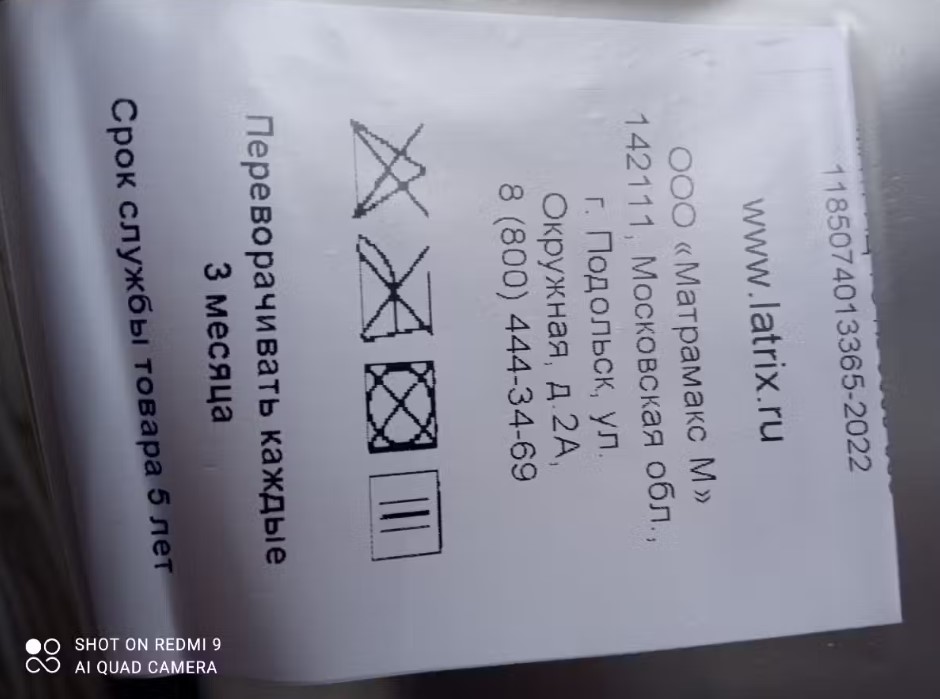 1185074013365-2022
www.latrix.ru
ООО «Матрамакс М»
142111, Московская обл.,
г. Подольск, ул.
Окружная, д.2А,
8 (800) 444-34-69
Переворачивать каждые
3 месяца
Срок службы товара 5 лет
SHOT ON REDMI 9
AI QUAD CAMERA